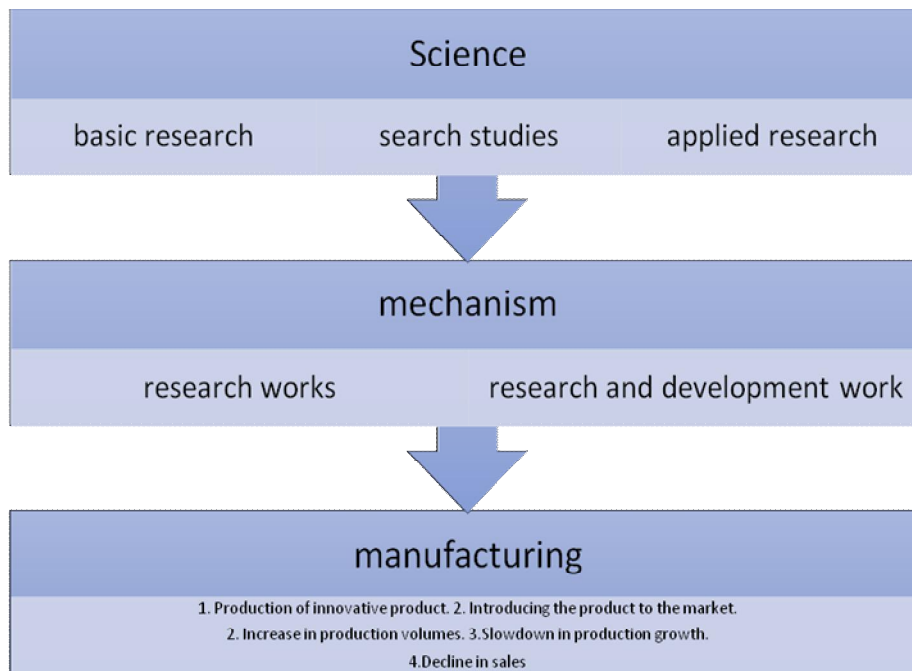 Science
basic research search studies applied research
mechanism
research works research and development work
manufacturing
1. Production of innovative product. 2. Introducing the product to the market.
2. Increase in production volumes. 3.Slowdown in production growth.
4.Decline in sales